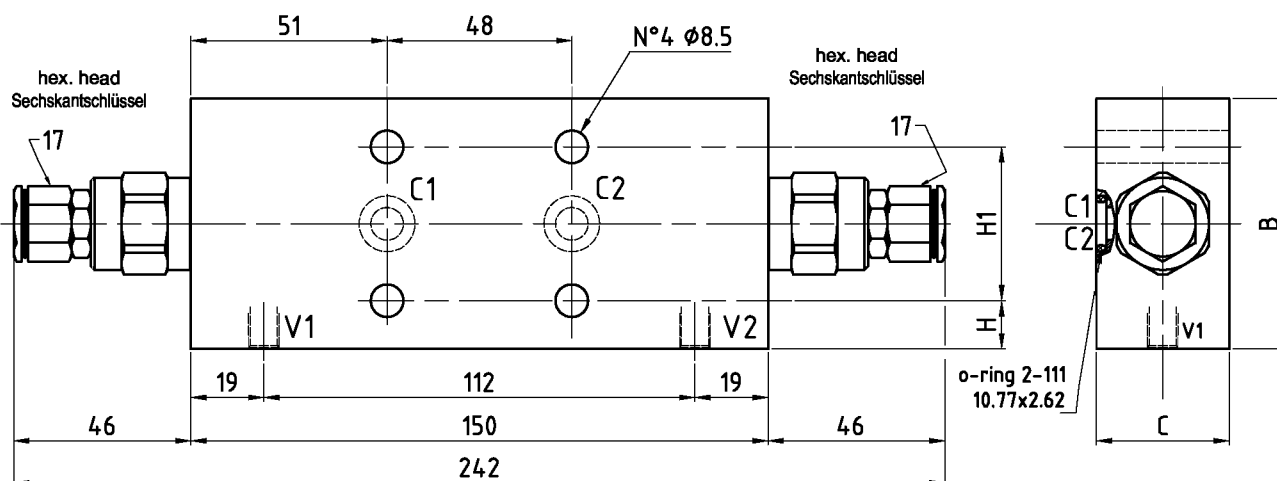 51
48
N°4 ϕ8.5
hex. head
Sechskantschlüssel
hex. head
Sechskantschlüssel
17
17
C1
C2
H1
C1
C2
B
V1
V2
H
V1
19
112
19
o-ring 2-111
10.77x2.62
46
150
46
C
242